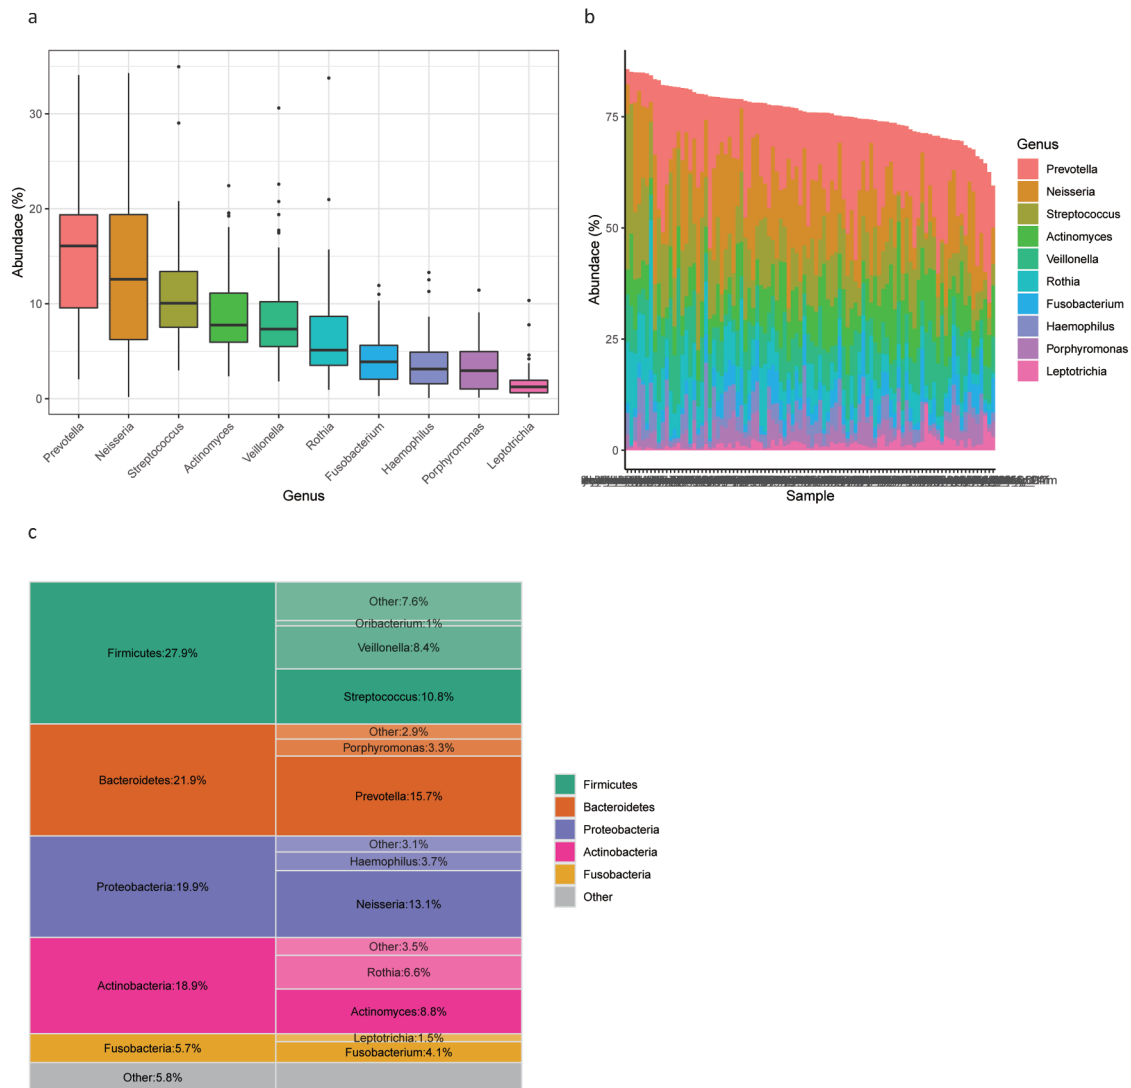 a
Abundace (%)
30
20
10
0
Prevotella
Neisseria
Streptococcus
Actinomyces
Veillonella
Rothia
Fusobacterium
Haemophilus
Porphyromonas
Leptotrichia
Genus
b
Abundace (%)
75
50
25
0
Sample
Genus
Prevotella
Neisseria
Streptococcus
Actinomyces
Veillonella
Rothia
Fusobacterium
Haemophilus
Porphyromonas
Leptotrichia
c
Firmicutes:27.9%
Other:7.6%
Oribacterium:1%
Veillonella:8.4%
Streptococcus:10.8%
Bacteroidetes:21.9%
Other:2.9%
Porphyromonas:3.3%
Prevotella:15.7%
Proteobacteria:19.9%
Other:3.1%
Haemophilus:3.7%
Neisseria:13.1%
Actinobacteria:18.9%
Other:3.5%
Rothia:6.6%
Actinomyces:8.8%
Fusobacteria:5.7%
Leptotrichia:1.5%
Fusobacterium:4.1%
Other:5.8%
Firmicutes
Bacteroidetes
Proteobacteria
Actinobacteria
Fusobacteria
Other